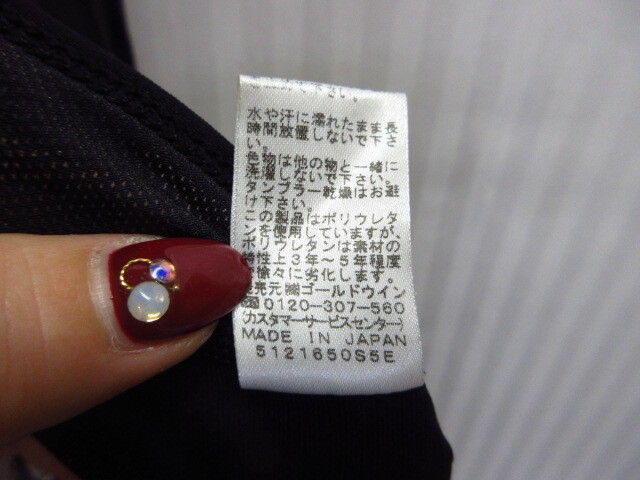 て下さい。
水や汗に濡れたまま長
時間放置しないで下さ
い。
色物は他の物と一緒に
洗濯しないで下さい。
タンブラー乾燥はお避
け下さい。
この製品はポリウレタ
ンを使用していますが、
ポリウレタンは素材の
特性上3年~5年程度
で徐々に劣化します。
発売元㈱ゴールドウイン
0120-307-560
(カスタマーサービスセンター)
MADE IN JAPAN
5121650S5E